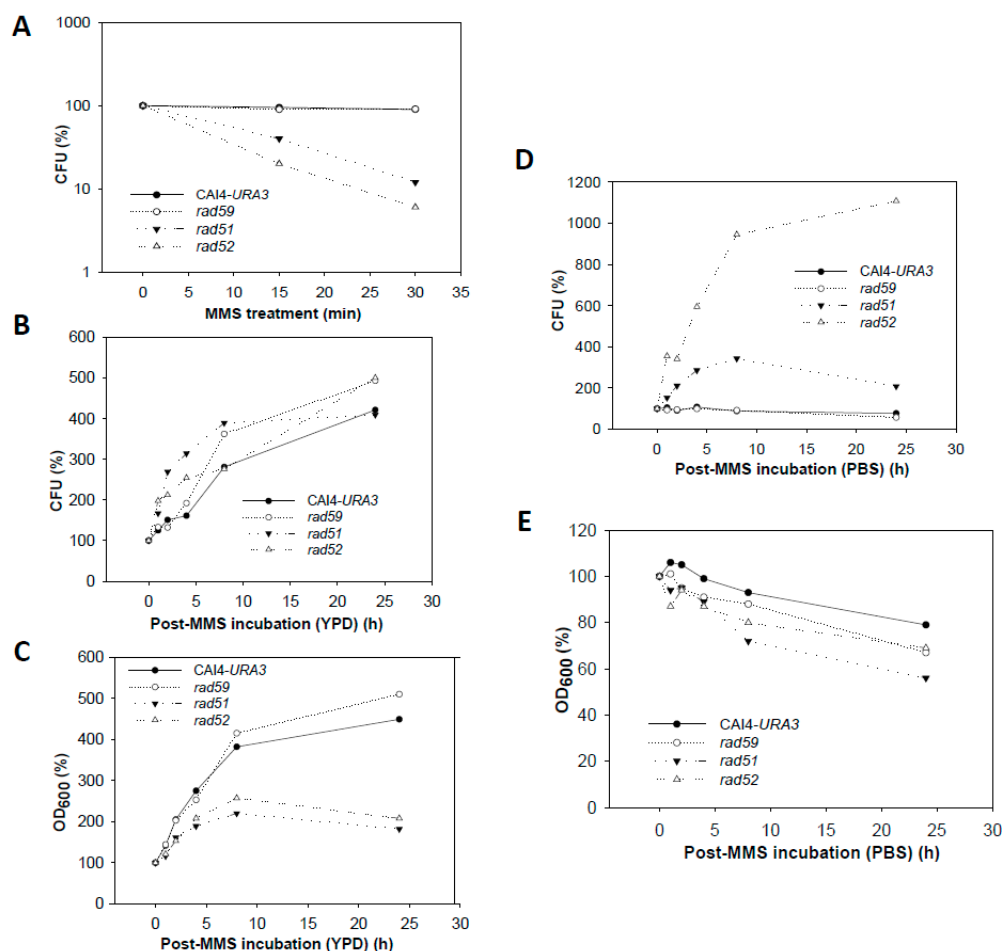 A
1000
100
10
1
CFU (%)
CAI4-URA3
rad59
rad51
rad52
0 5 10 15 20 25 30 35
MMS treatment (min)
B
600
500
400
300
200
100
0
CFU (%)
CAI4-URA3
rad59
rad51
rad52
0 5 10 15 20 25 30
Post-MMS incubation (YPD) (h)
C
600
500
400
300
200
100
0
OD600 (%)
CAI4-URA3
rad59
rad51
rad52
0 5 10 15 20 25 30
Post-MMS incubation (YPD) (h)
D
1200
1000
800
600
400
200
0
CFU (%)
CAI4-URA3
rad59
rad51
rad52
0 5 10 15 20 25 30
Post-MMS incubation (PBS) (h)
E
120
100
80
60
40
20
0
OD600 (%)
CAI4-URA3
rad59
rad51
rad52
0 5 10 15 20 25 30
Post-MMS incubation (PBS) (h)